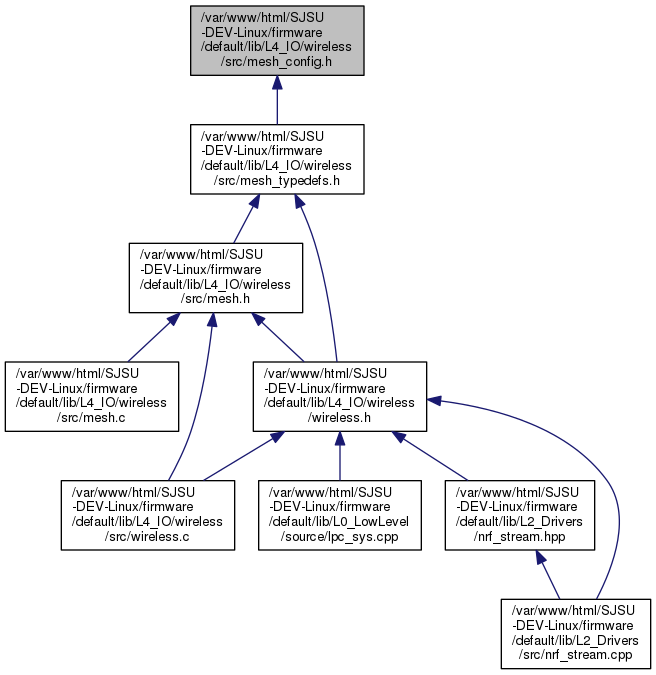 /var/www/html/SJSU
-DEV-Linux/firmware
/default/lib/L4_IO/wireless
/src/mesh_config.h
/var/www/html/SJSU
-DEV-Linux/firmware
/default/lib/L4_IO/wireless
/src/mesh_typedefs.h
/var/www/html/SJSU
-DEV-Linux/firmware
/default/lib/L4_IO/wireless
/src/mesh.h
/var/www/html/SJSU
-DEV-Linux/firmware
/default/lib/L4_IO/wireless
/src/mesh.c
/var/www/html/SJSU
-DEV-Linux/firmware
/default/lib/L4_IO/wireless
/wireless.h
/var/www/html/SJSU
-DEV-Linux/firmware
/default/lib/L4_IO/wireless
/src/wireless.c
/var/www/html/SJSU
-DEV-Linux/firmware
/default/lib/L0_LowLevel
/source/lpc_sys.cpp
/var/www/html/SJSU
-DEV-Linux/firmware
/default/lib/L2_Drivers
/nrf_stream.hpp
/var/www/html/SJSU
-DEV-Linux/firmware
/default/lib/L2_Drivers
/src/nrf_stream.cpp